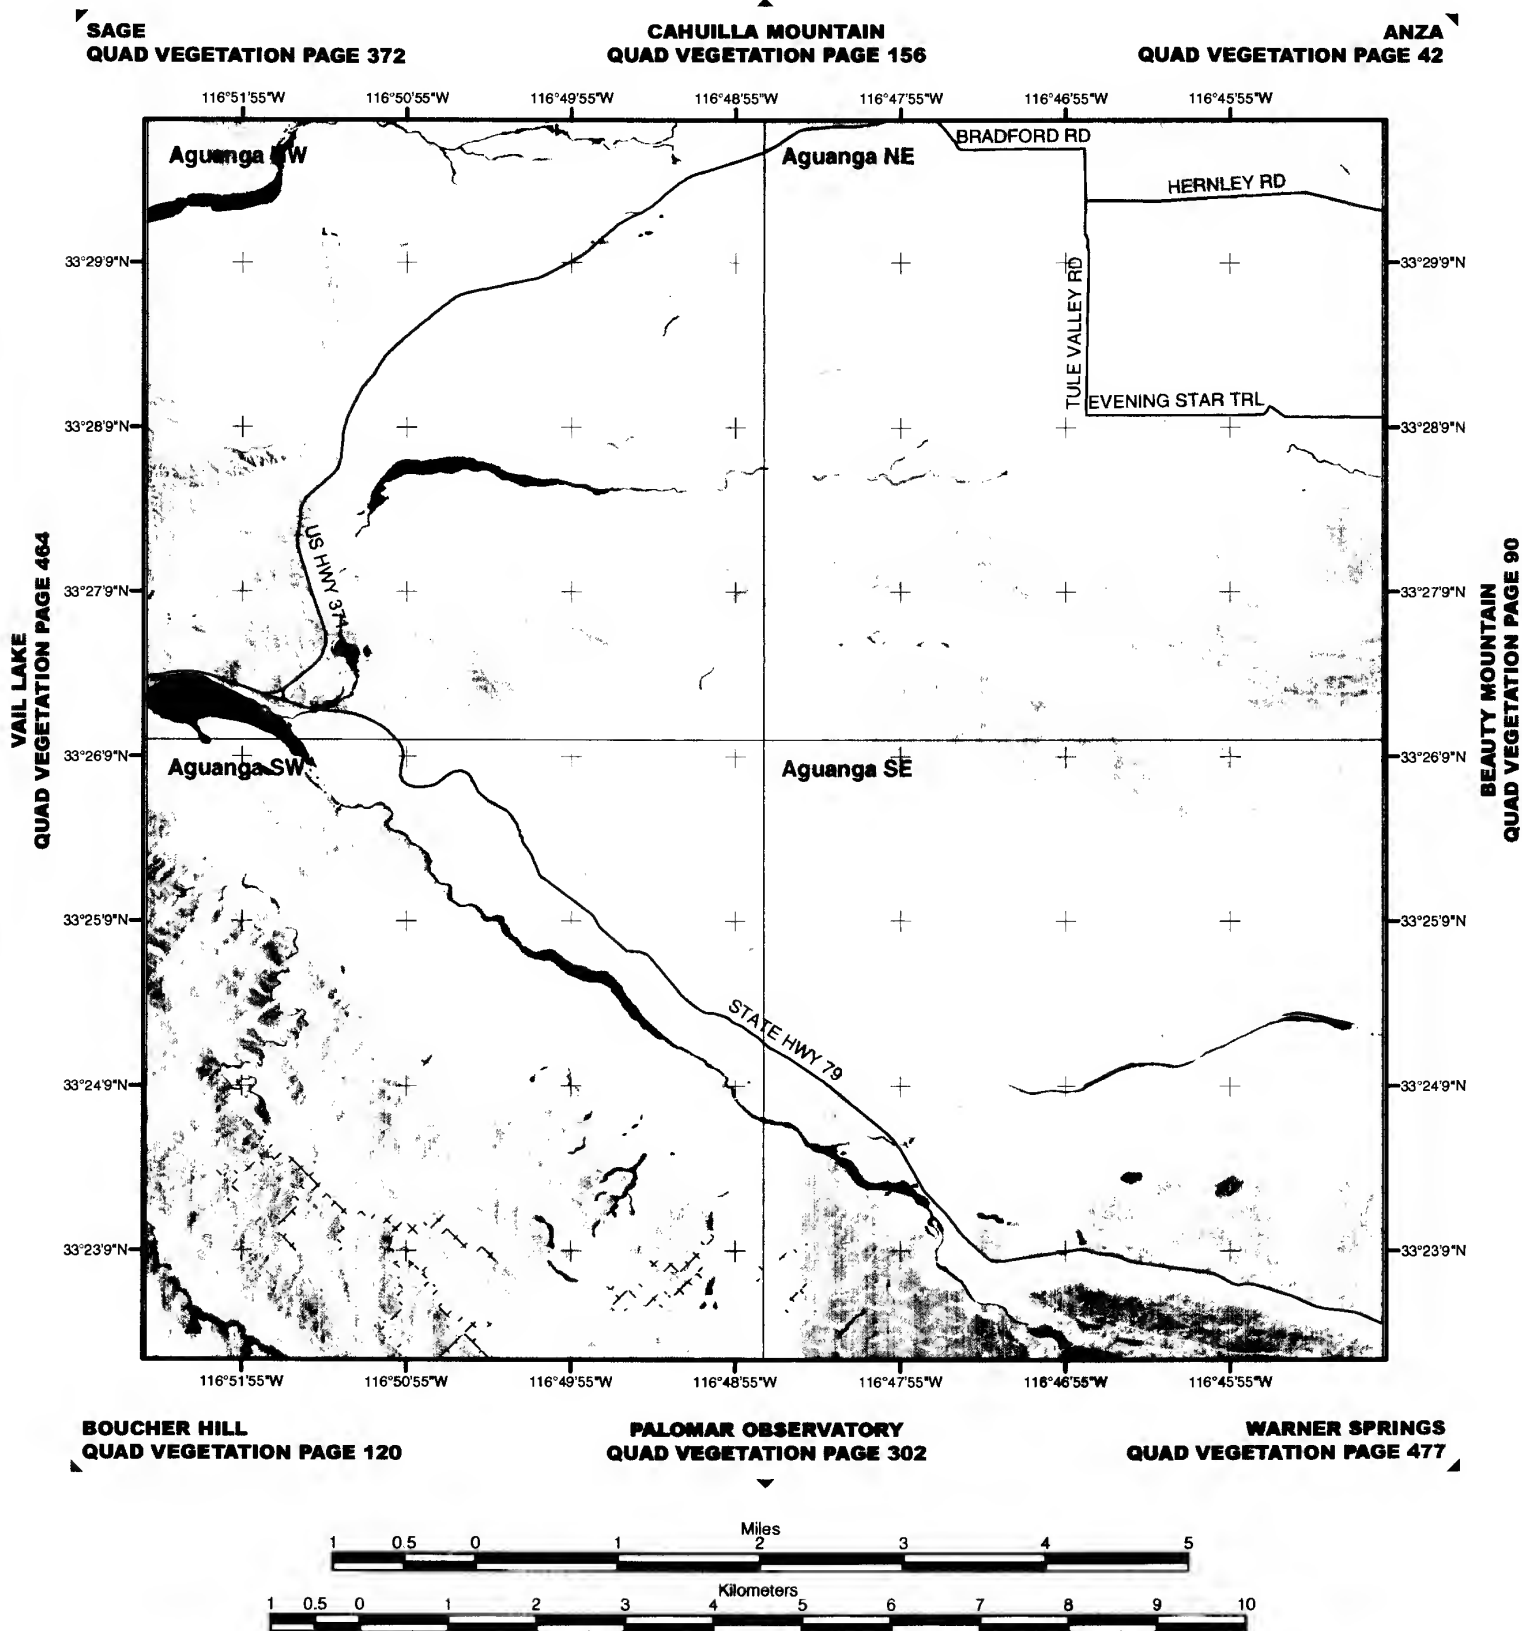 SAGE
QUAD VEGETATION PAGE 372
CAHUILLA MOUNTAIN
QUAD VEGETATION PAGE 156
ANZA
QUAD VEGETATION PAGE 42
116°51'55"W 116°50'55"W 116°49'55"W 116°48'55"W 116°47'55"W 116°46'55"W 116°45'55"W
Aguanga NW
Aguanga NE
BRADFORD RD
HERNLEY RD
33°29'9"N
33°29'9"N
TULE VALLEY RD
EVENING STAR TRL
33°28'9"N
33°28'9"N
US HWY 371
33°27'9"N
33°27'9"N
VAIL LAKE
QUAD VEGETATION PAGE 464
BEAUTY MOUNTAIN
QUAD VEGETATION PAGE 90
33°26'9"N
33°26'9"N
Aguanga SW
Aguanga SE
33°25'9"N
33°25'9"N
STATE HWY 79
33°24'9"N
33°24'9"N
33°23'9"N
33°23'9"N
116°51'55"W 116°50'55"W 116°49'55"W 116°48'55"W 116°47'55"W 116°46'55"W 116°45'55"W
BOUCHER HILL
QUAD VEGETATION PAGE 120
PALOMAR OBSERVATORY
QUAD VEGETATION PAGE 302
WARNER SPRINGS
QUAD VEGETATION PAGE 477
Miles
1 0.5 0 1 2 3 4 5
Kilometers
1 0.5 0 1 2 3 4 5 6 7 8 9 10